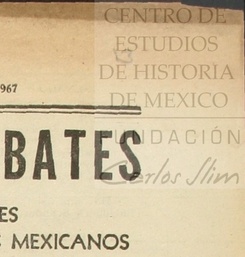 CENTRO DE
ESTUDIOS
DE HISTORIA
DE MEXICO
FUNDACIÓN
Carlos Slim
967
BATES
ES
MEXICANOS